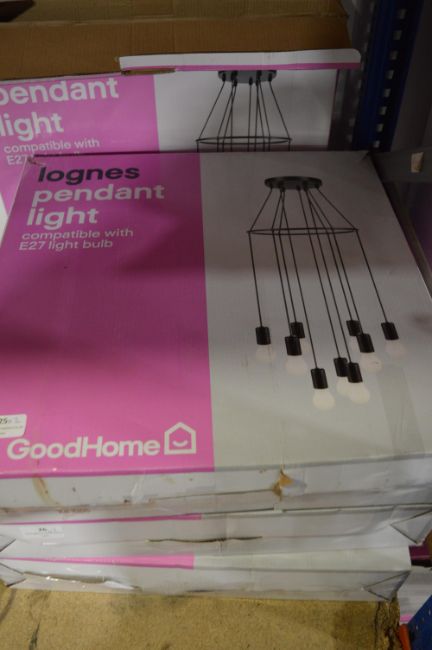 pendant
light
compatible with
E27
lognes
pendant
light
compatible with
E27 light bulb
GoodHome